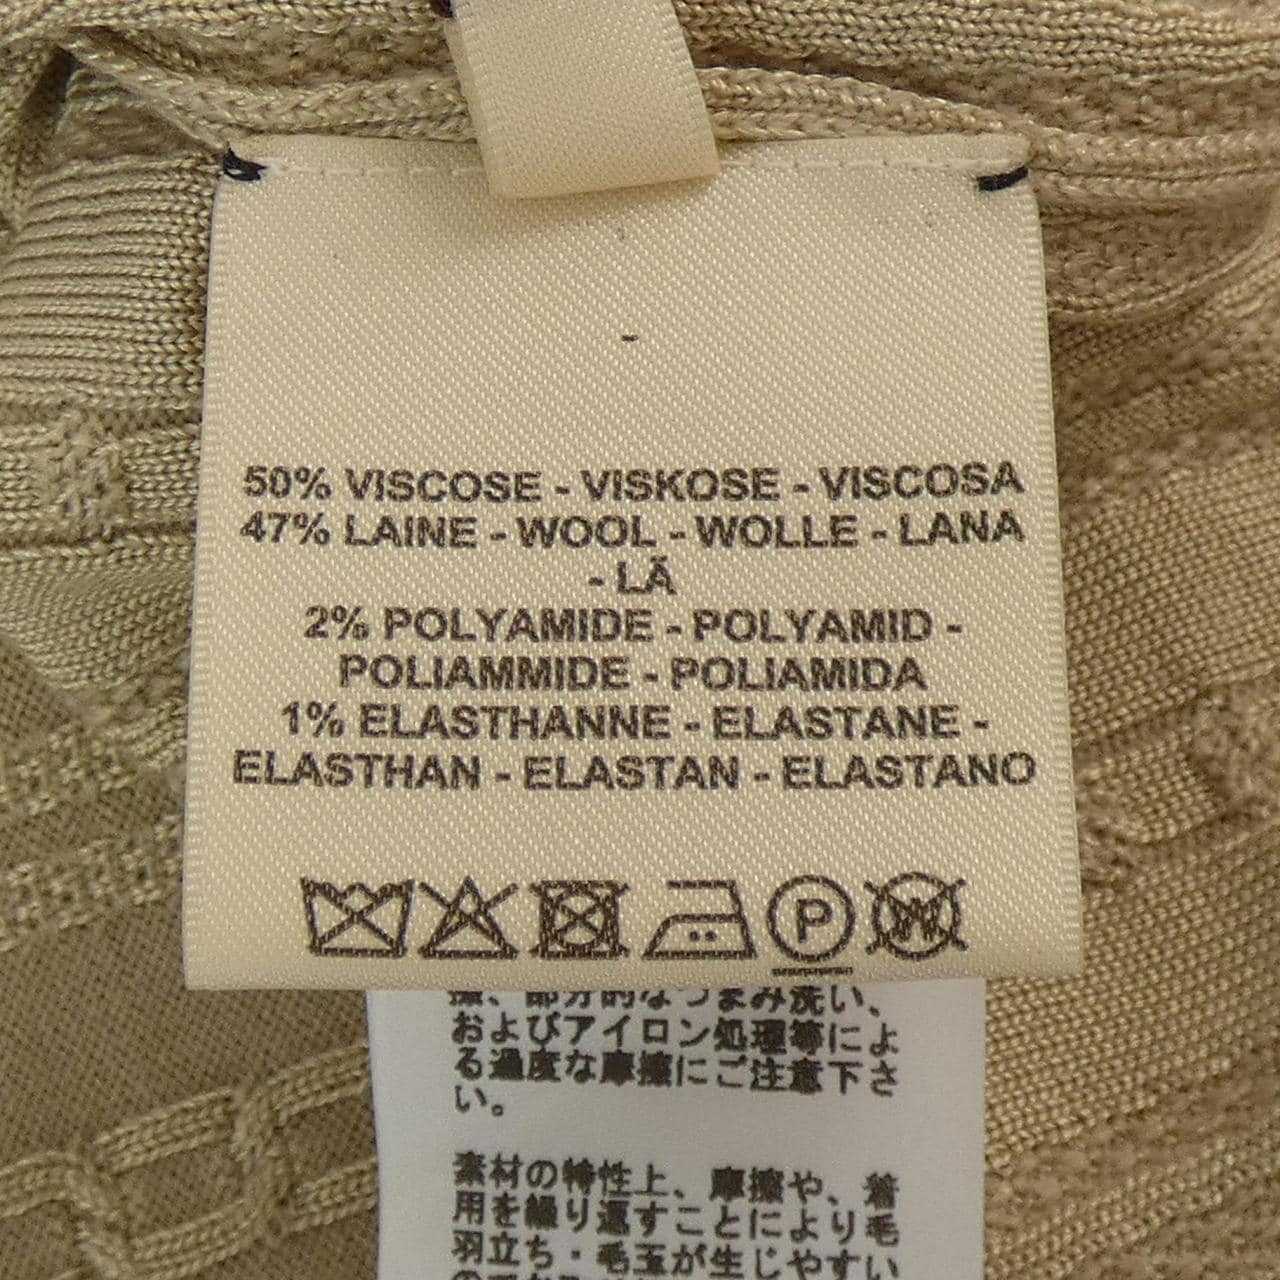 -
50% VISCOSE - VISKOSE - VISCOSA
47% LAINE - WOOL - WOLLE - LANA
- LÃ
2% POLYAMIDE - POLYAMID -
POLIAMMIDE - POLIAMIDA
1% ELASTHANNE - ELASTANE -
ELASTHAN - ELASTAN - ELASTANO
P
W
、部分的なつまみ洗い、
およびアイロン処理等によ
る過度な摩擦にご注意下さ
い。
素材の特性上、摩擦や、着
用を繰り返すことにより毛
羽立ち・毛玉が生じやすい